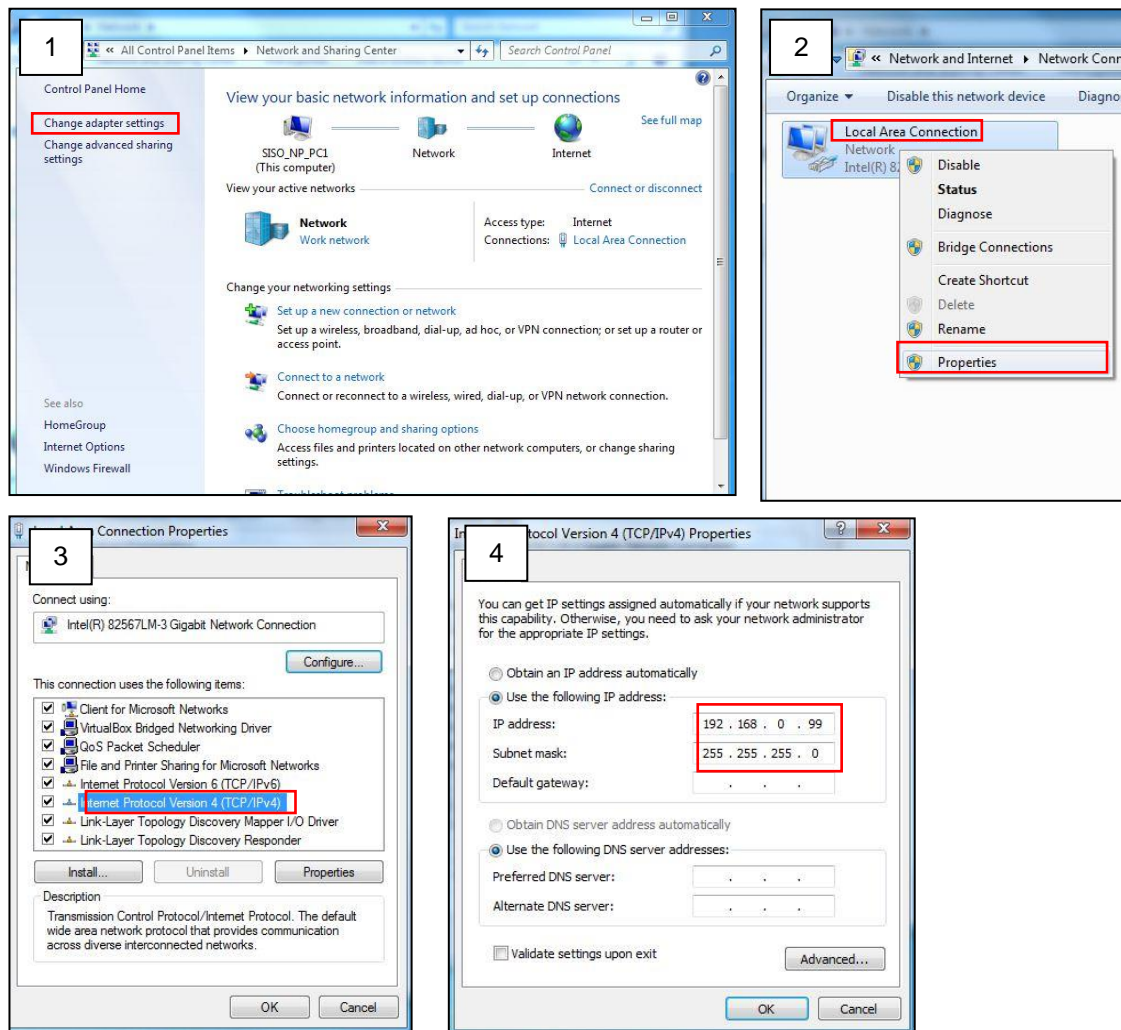 1
« All Control Panel Items ▸ Network and Sharing Center
Search Control Panel
Control Panel Home
Change adapter settings
Change advanced sharing
settings
See also
HomeGroup
Internet Options
Windows Firewall
View your basic network information and set up connections
See full map
SISO_NP_PC1
(This computer)
Network
Internet
View your active networks
Connect or disconnect
Network
Work network
Access type: Internet
Connections: Local Area Connection
Change your networking settings
Set up a new connection or network
Set up a wireless, broadband, dial-up, ad hoc, or VPN connection; or set up a router or
access point.
Connect to a network
Connect or reconnect to a wireless, wired, dial-up, or VPN network connection.
Choose homegroup and sharing options
Access files and printers located on other network computers, or change sharing
settings.
2
« Network and Internet ▸ Network Conn
Organize Disable this network device Diagno
Local Area Connection
Network
Intel(R) 82
Disable
Status
Diagnose
Bridge Connections
Create Shortcut
Delete
Rename
Properties
3
Connection Properties
Connect using:
Intel(R) 82567LM-3 Gigabit Network Connection
Configure...
This connection uses the following items:
Client for Microsoft Networks
VirtualBox Bridged Networking Driver
QoS Packet Scheduler
File and Printer Sharing for Microsoft Networks
Internet Protocol Version 6 (TCP/IPv6)
Internet Protocol Version 4 (TCP/IPv4)
Link-Layer Topology Discovery Mapper I/O Driver
Link-Layer Topology Discovery Responder
Install... Uninstall Properties
Description
Transmission Control Protocol/Internet Protocol. The default
wide area network protocol that provides communication
across diverse interconnected networks.
OK Cancel
4
In tocol Version 4 (TCP/IPv4) Properties
You can get IP settings assigned automatically if your network supports
this capability. Otherwise, you need to ask your network administrator
for the appropriate IP settings.
Obtain an IP address automatically
Use the following IP address:
IP address: 192 . 168 . 0 . 99
Subnet mask: 255 . 255 . 255 . 0
Default gateway: . . .
Obtain DNS server address automatically
Use the following DNS server addresses:
Preferred DNS server: . . .
Alternate DNS server: . . .
Validate settings upon exit
Advanced...
OK Cancel